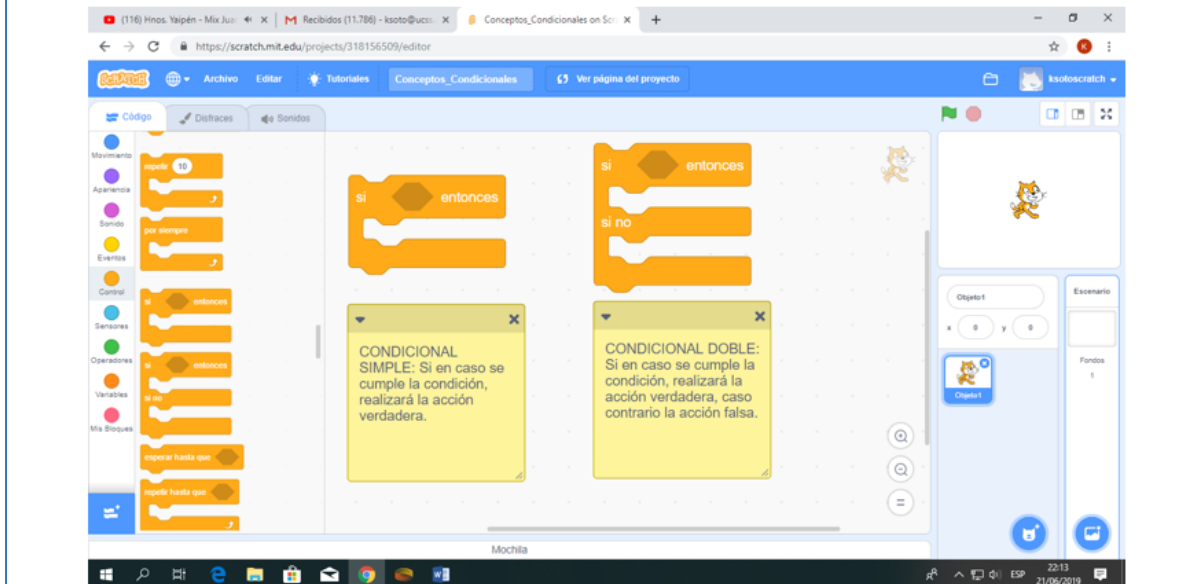 (116) Hnos. Yaipén - Mix Jua
Recibidos (11.786) - ksoto@ucss.
Conceptos_Condicionales on Scr
https://scratch.mit.edu/projects/318156509/editor
K
SCRATCH
Archivo
Editar
Tutoriales
Conceptos_Condicionales
Ver página del proyecto
ksotoscratch
Código
Disfraces
Sonidos
Movimiento
Apariencia
Sonido
Eventos
Control
Sensores
Operadores
Variables
Mis Bloques
repetir 10
por siempre
si entonces
si entonces
si no
esperar hasta que
repetir hasta que
si entonces
si entonces
si no
CONDICIONAL
SIMPLE: Si en caso se
cumple la condición,
realizará la acción
verdadera.
CONDICIONAL DOBLE:
Si en caso se cumple la
condición, realizará la
acción verdadera, caso
contrario la acción falsa.
Objeto1
x 0 y 0
Objeto1
Escenario
Fondos
1
Mochila
ESP
22:13
21/06/2019